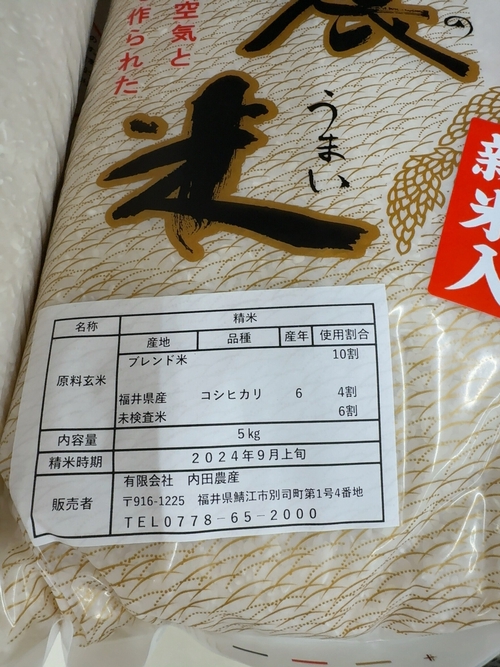 空気と
作られた
の
米
うまい
新米入
名称 精米
原料玄米 産地 品種 産年 使用割合
ブレンド米 10割
福井県産 コシヒカリ 6 4割
未検査米 6割
内容量 5kg
精米時期 2024年9月上旬
販売者 有限会社 内田農産
〒916-1225 福井県鯖江市別司町第1号4番地
TEL0778-65-2000